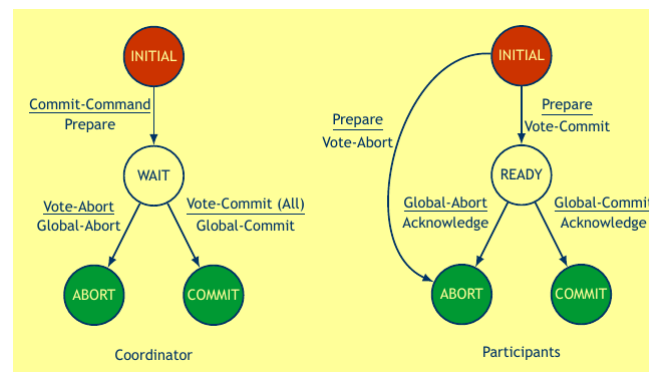 INITIAL
Commit-Command
Prepare
WAIT
Vote-Abort
Global-Abort
Vote-Commit (All)
Global-Commit
ABORT
COMMIT
Coordinator
INITIAL
Prepare
Vote-Abort
Prepare
Vote-Commit
READY
Global-Abort
Acknowledge
Global-Commit
Acknowledge
ABORT
COMMIT
Participants